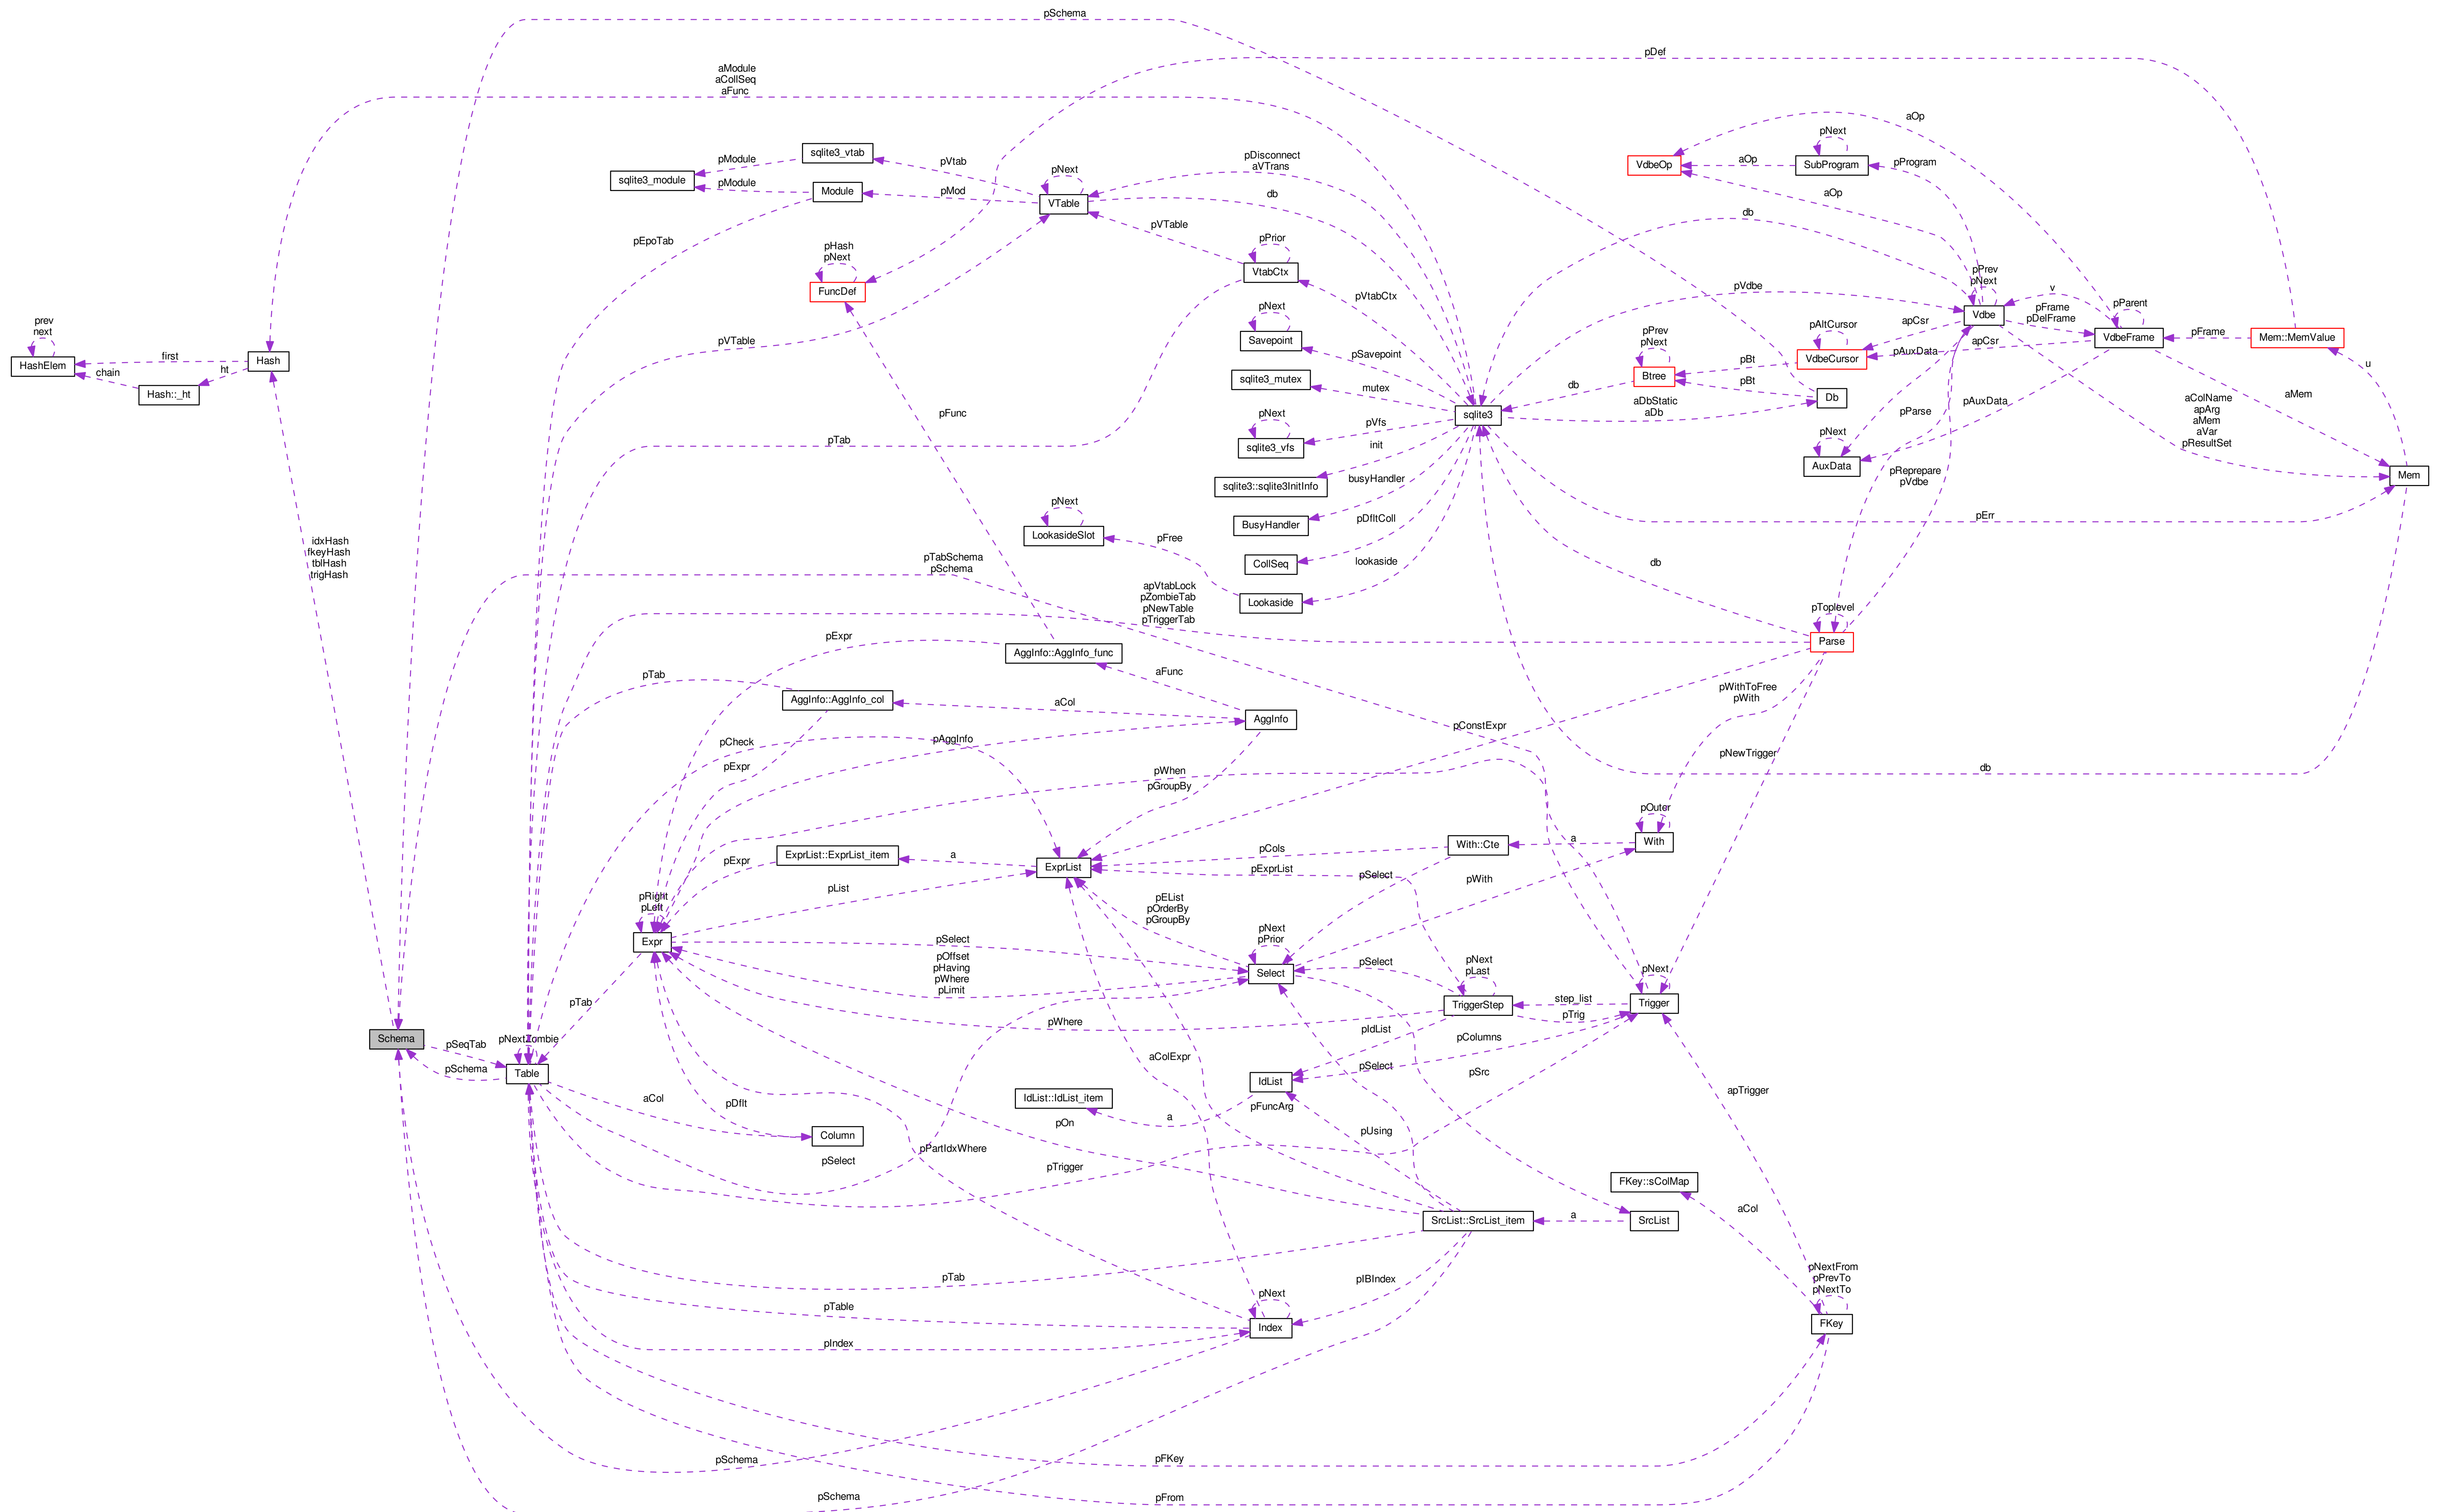 pSchema
pDef
aModule
aCollSeq
aFunc
aOp
pNext
sqlite3_vtab
pVtab
pDisconnect
aVTrans
VdbeOp
aOp
SubProgram
pProgram
pModule
sqlite3_module
pModule
Module
pMod
pNext
VTable
db
aOp
db
pEpoTab
pVTable
pHash
pNext
FuncDef
pPrior
VtabCtx
pVtabCtx
pVdbe
pPrev
pNext
Vdbe
v
pFrame
pDelFrame
pParent
VdbeFrame
pFrame
Mem::MemValue
prev
next
HashElem
first
Hash
chain
ht
Hash::_ht
pVTable
pNext
Savepoint
pSavepoint
pPrev
pNext
Btree
pBt
pAltCursor
VdbeCursor
apCsr
apCsr
pAuxData
u
sqlite3_mutex
mutex
sqlite3
db
aDbStatic
aDb
pBt
Db
pFunc
pTab
pNext
sqlite3_vfs
pVfs
init
sqlite3::sqlite3InitInfo
pParse
pNext
AuxData
pAuxData
aMem
aColName
apArg
aMem
aVar
pResultSet
Mem
busyHandler
BusyHandler
pReprepare
pVdbe
pErr
pNext
LookasideSlot
pFree
pDfltColl
CollSeq
lookaside
Lookaside
db
idxHash
fkeyHash
tblHash
trigHash
pTabSchema
pSchema
apVtabLock
pZombieTab
pNewTable
pTriggerTab
pToplevel
Parse
pExpr
AggInfo::AggInfo_func
aFunc
pTab
AggInfo::AggInfo_col
aCol
AggInfo
pWithToFree
pWith
pConstExpr
pNewTrigger
db
pCheck
pExpr
pAggInfo
pWhen
pGroupBy
pOuter
With
a
With::Cte
pCols
pExprList
pSelect
pWith
pExpr
ExprList::ExprList_item
a
ExprList
pList
pEList
pOrderBy
pGroupBy
pRight
pLeft
Expr
pSelect
pOffset
pHaving
pWhere
pLimit
pNext
pPrior
Select
pSelect
pNext
pLast
TriggerStep
step_list
pTrig
pNext
Trigger
pTab
pWhere
pIdList
pColumns
Schema
pSeqTab
pSchema
pNextZombie
Table
aCol
pDflt
Column
aColExpr
IdList
IdList::IdList_item
a
pFuncArg
pSelect
pSrc
apTrigger
pOn
pUsing
pSelect
pPartIdxWhere
pTrigger
FKey::sColMap
aCol
SrcList::SrcList_item
a
SrcList
pTab
pIBIndex
pNextFrom
pPrevTo
pNextTo
FKey
pTable
pNext
Index
pIndex
pSchema
pFKey
pSchema
pFrom